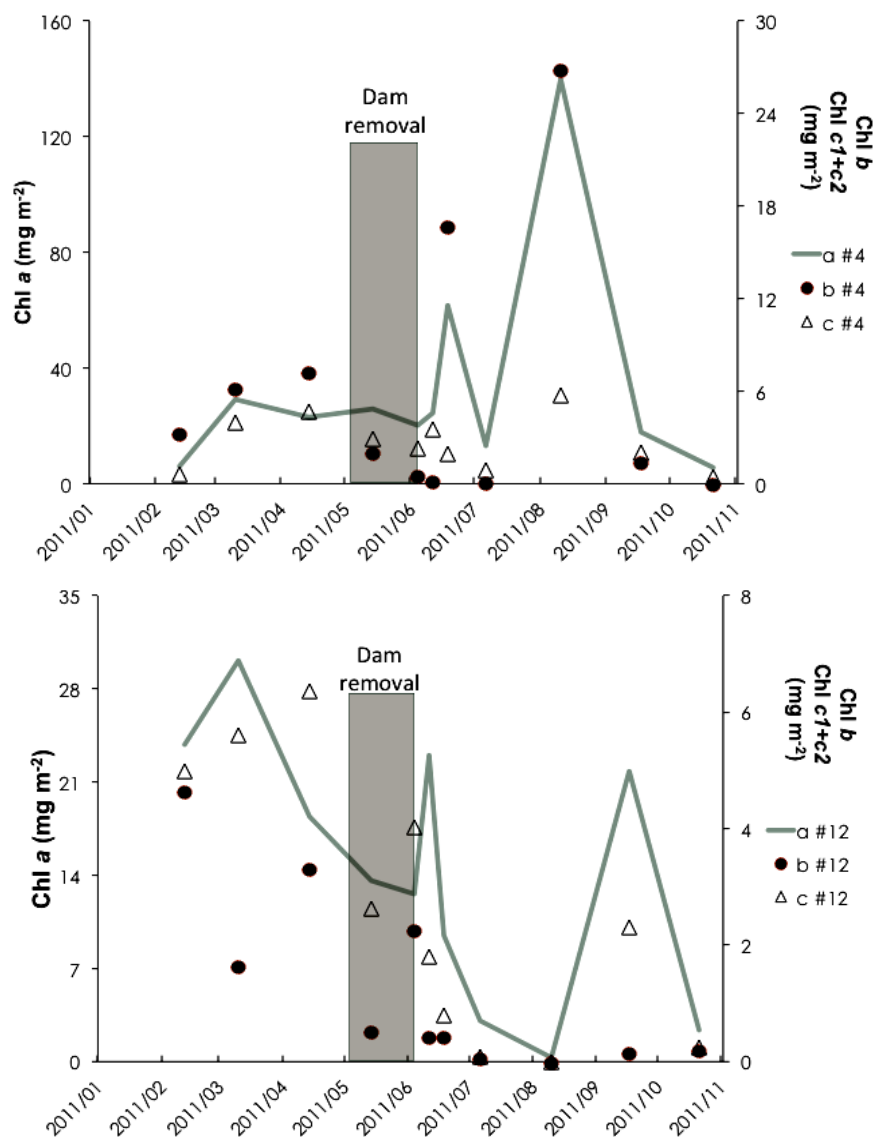 160
120
80
40
0
Chl a (mg m-2)
Dam
removal
30
24
18
12
6
0
Chl b
Chl c1+c2
(mg m-2)
a #4
b #4
c #4
2011/01
2011/02
2011/03
2011/04
2011/05
2011/06
2011/07
2011/08
2011/09
2011/10
2011/11
35
28
21
14
7
0
Chl a (mg m-2)
Dam
removal
8
6
4
2
0
Chl b
Chl c1+c2
(mg m-2)
a #12
b #12
c #12
2011/01
2011/02
2011/03
2011/04
2011/05
2011/06
2011/07
2011/08
2011/09
2011/10
2011/11